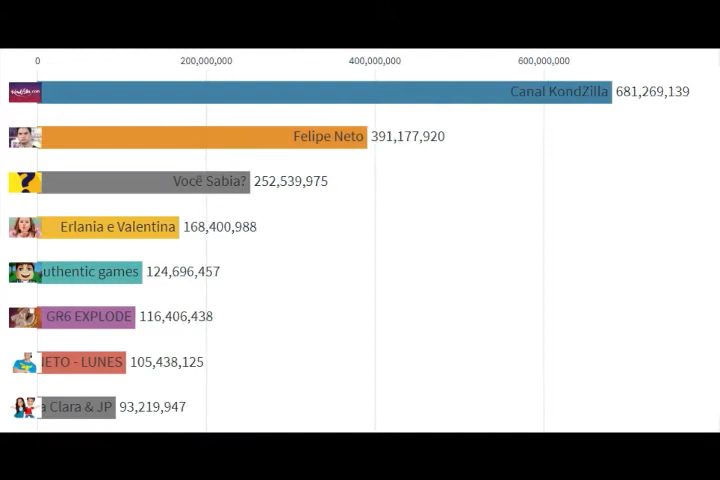 0 200,000,000 400,000,000 600,000,000
Canal KondZilla 681,269,139
Felipe Neto 391,177,920
Você Sabia? 252,539,975
Erlania e Valentina 168,400,988
uthentic games 124,696,457
GR6 EXPLODE 116,406,438
IETO - LUNES 105,438,125
a Clara & JP 93,219,947